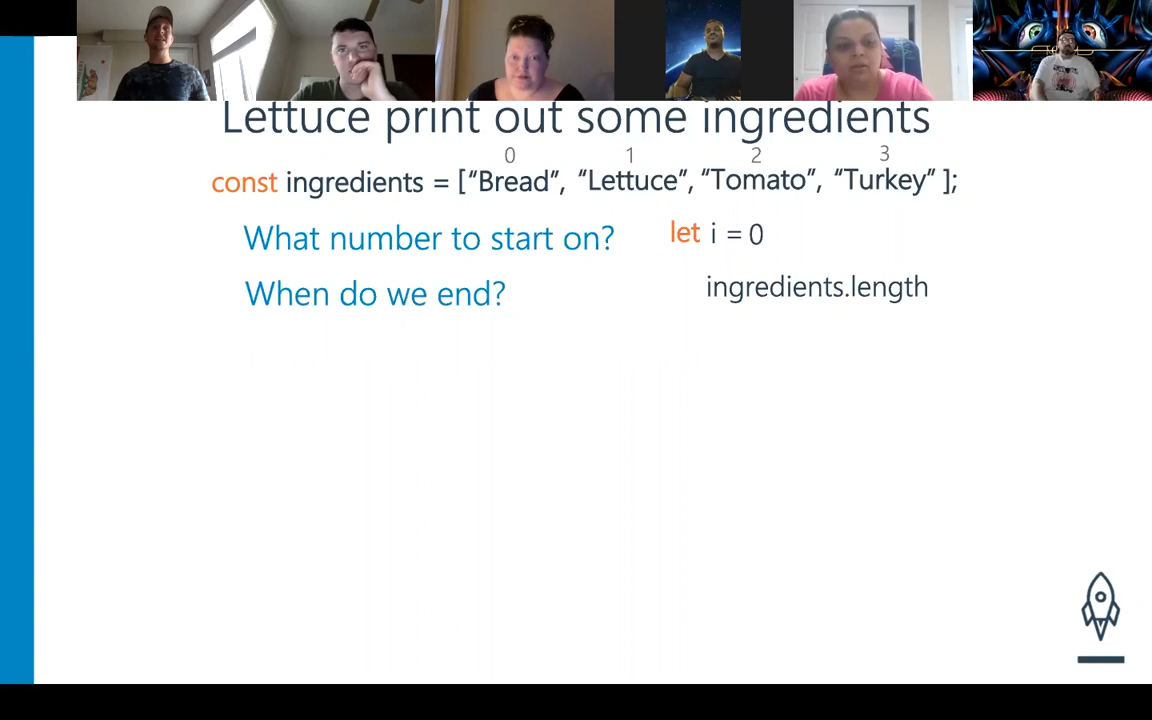 Lettuce print out some ingredients
0 1 2 3
const ingredients = [“Bread”, “Lettuce”, “Tomato”, “Turkey” ];
What number to start on? let i = 0
When do we end? ingredients.length